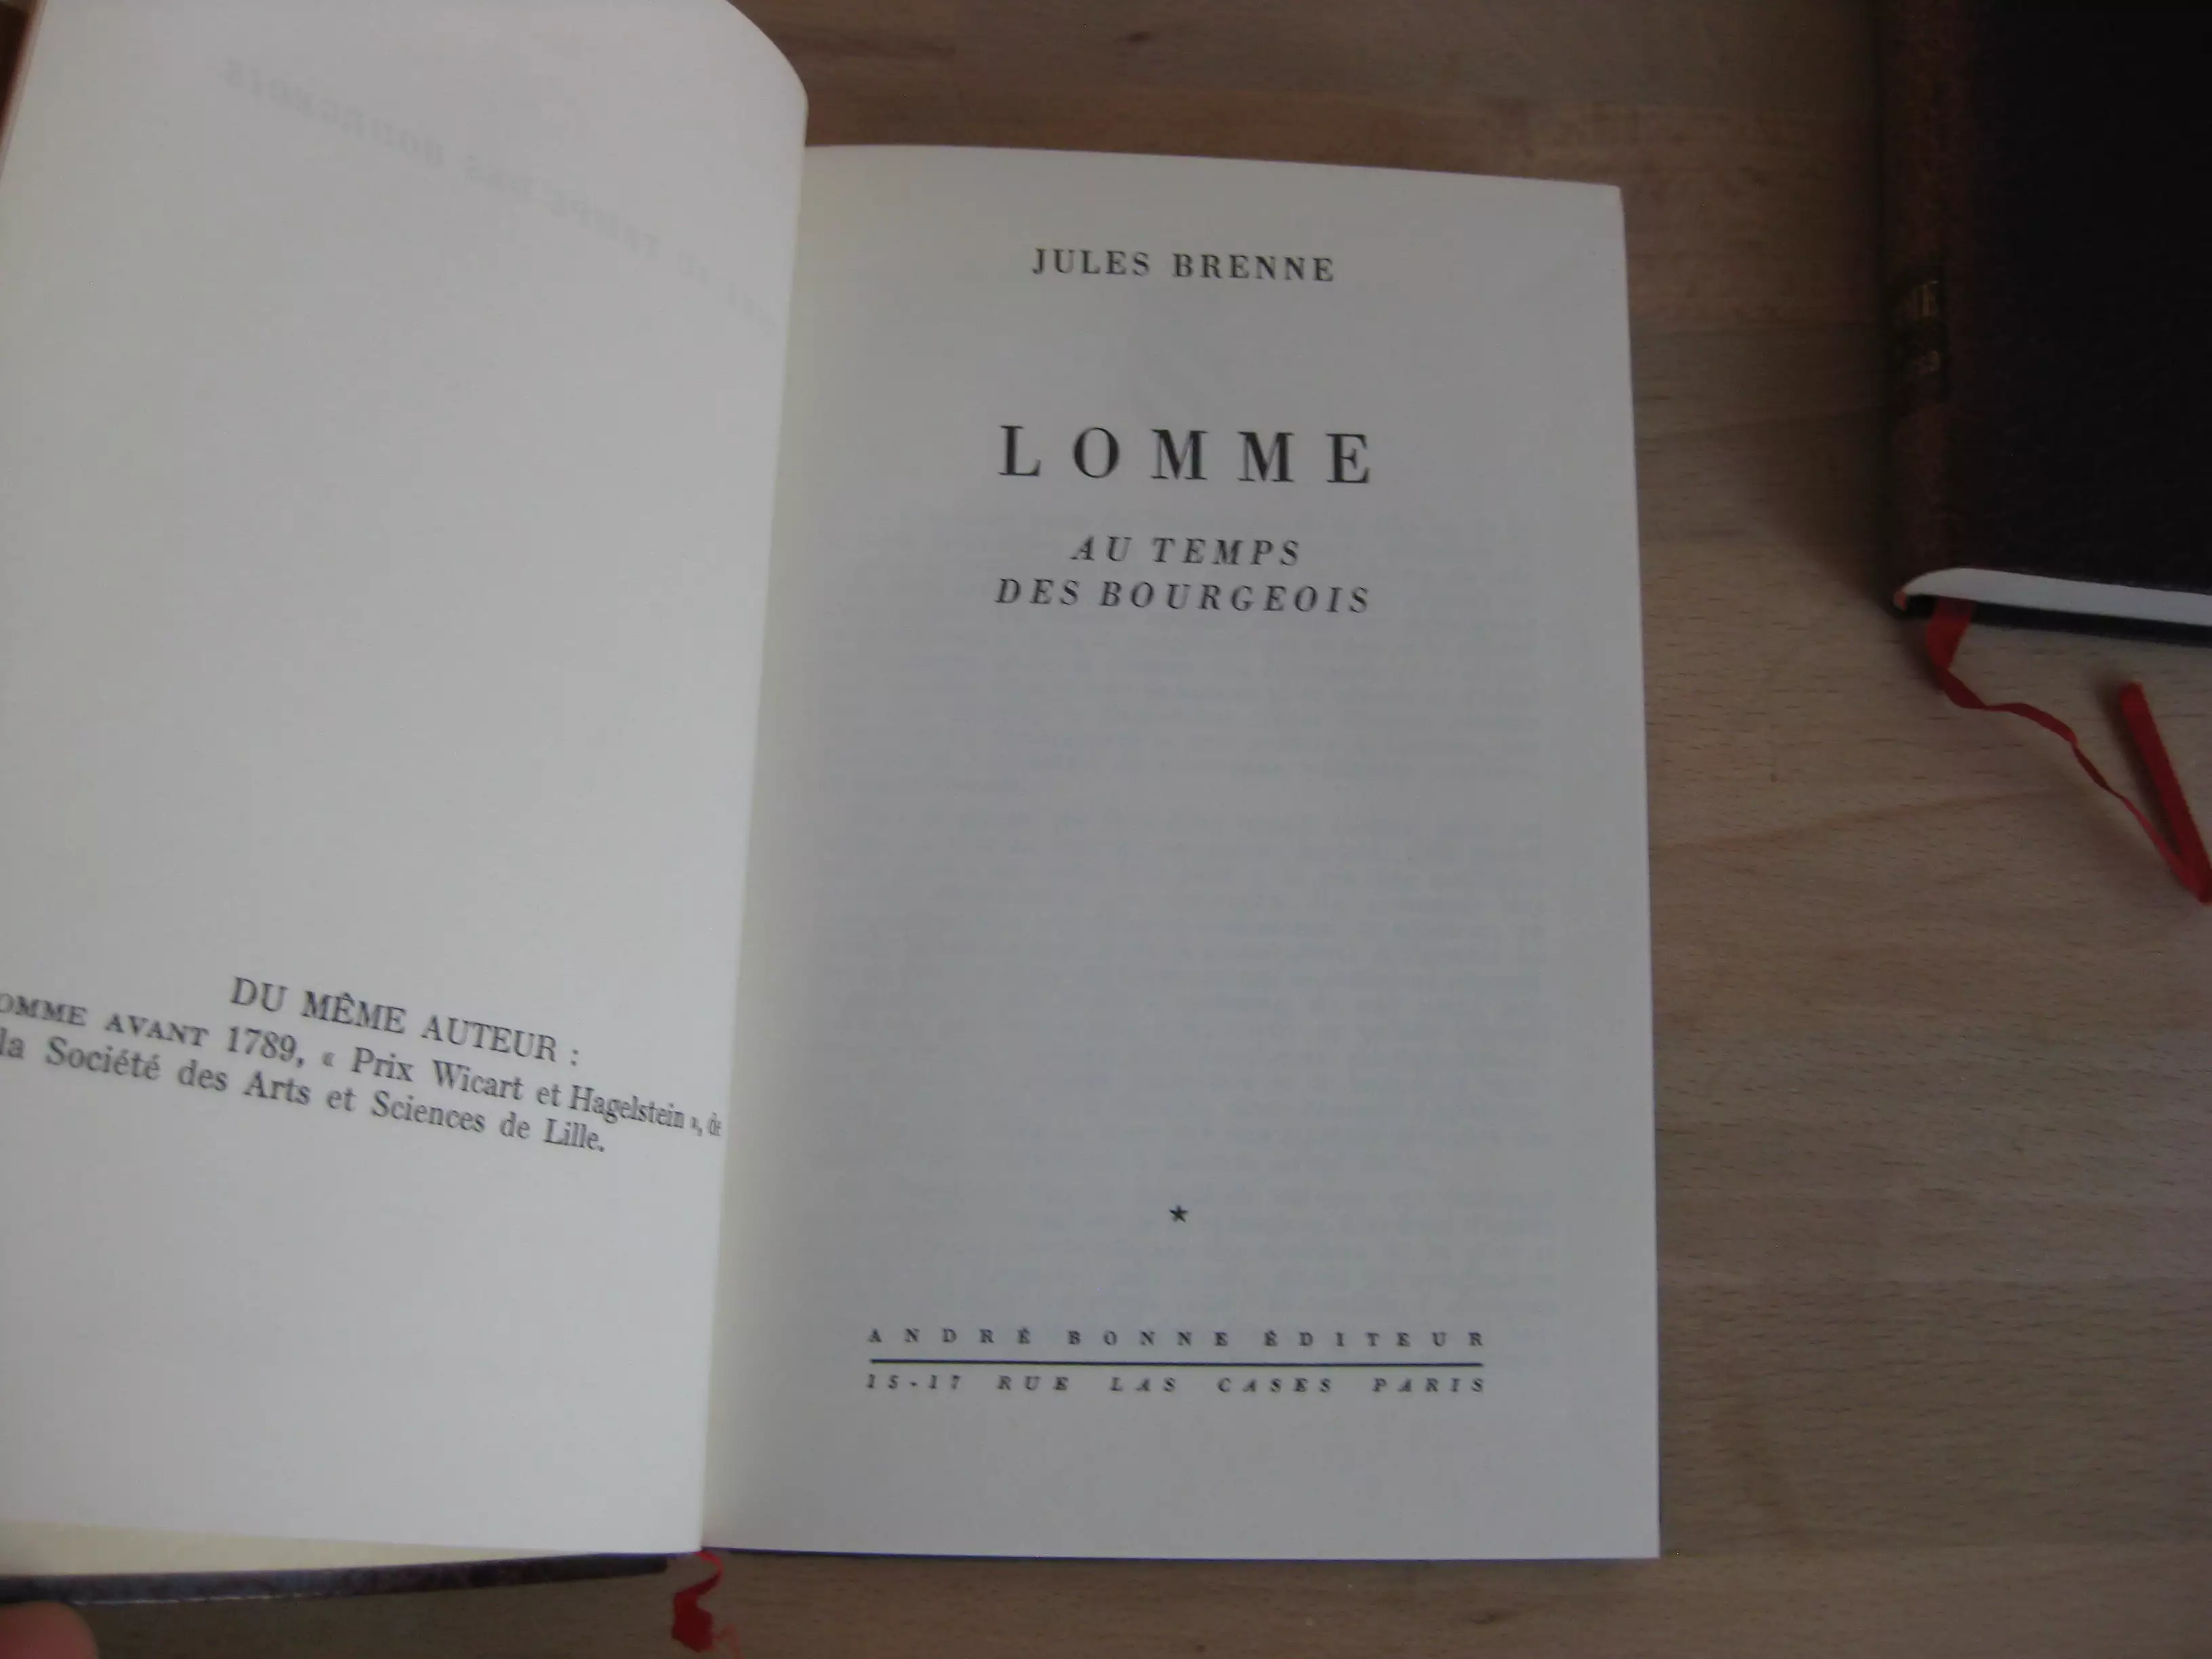 DU MÊME AUTEUR :
OMME AVANT 1789, « Prix Wicart et Hagelstein », de
la Société des Arts et Sciences de Lille.
JULES BRENNE
LOMME
AU TEMPS
DES BOURGEOIS
*
ANDRÉ BONNE ÉDITEUR
15-17 RUE LAS CASES PARIS